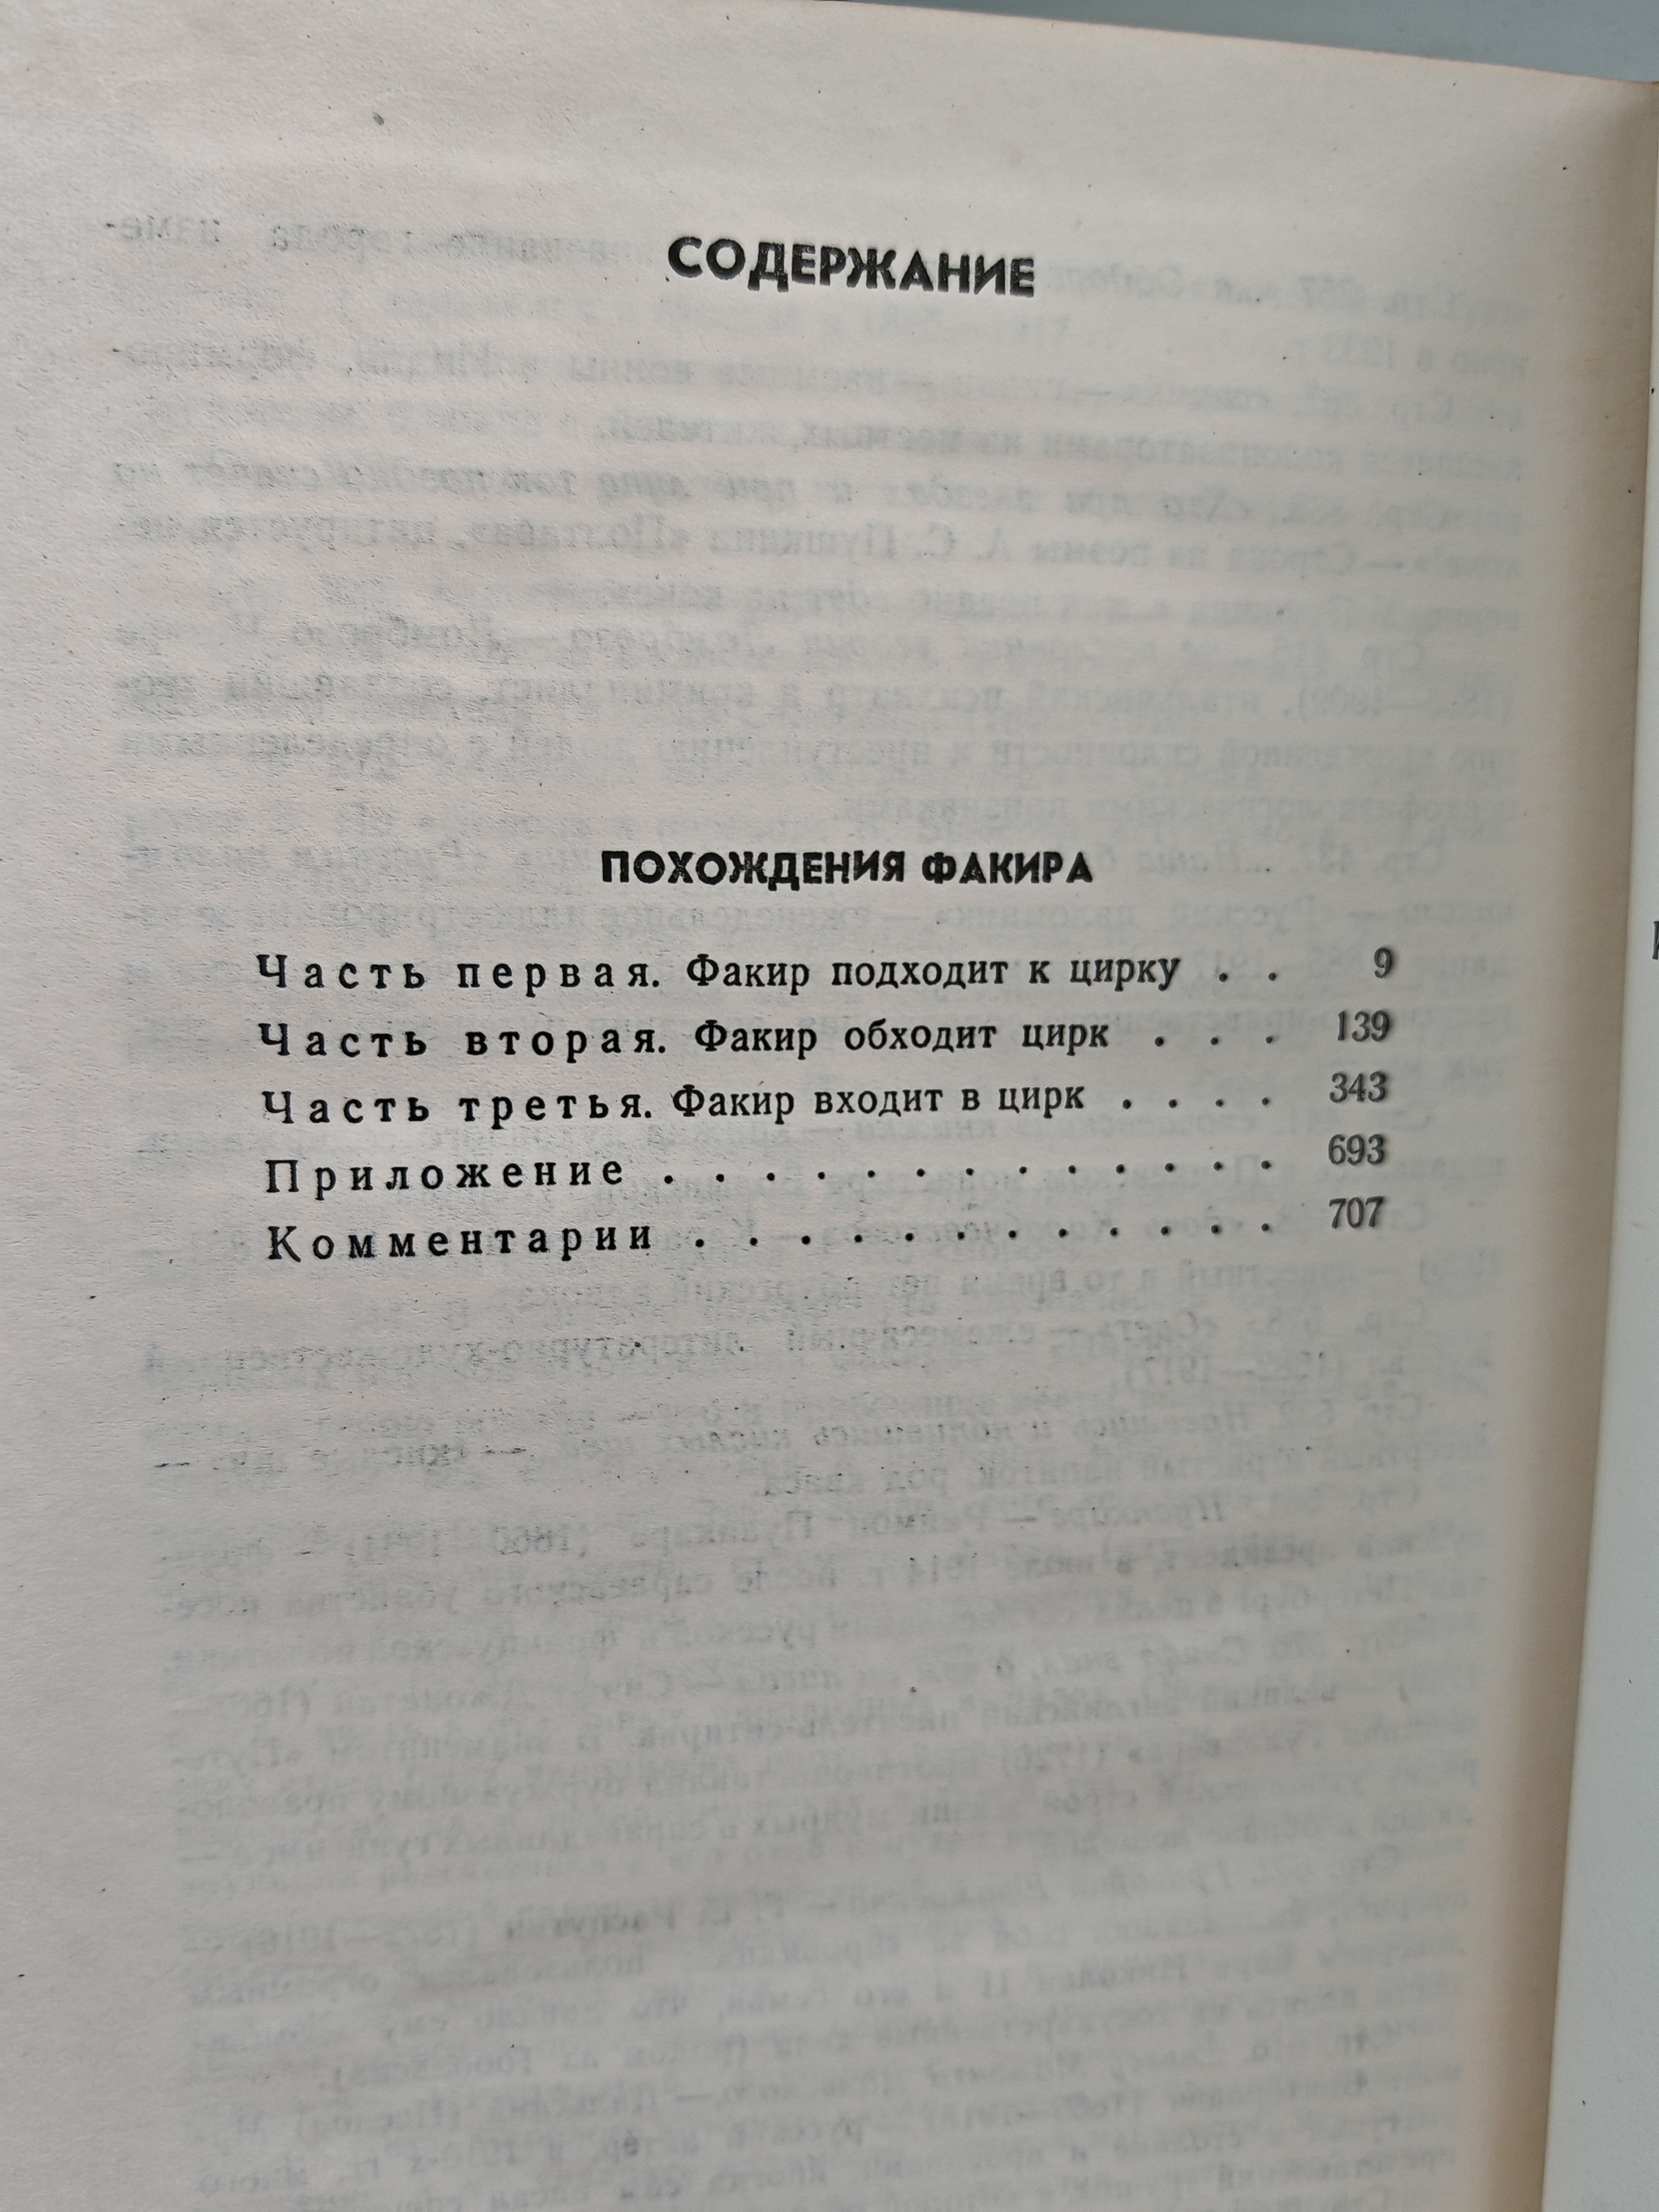 СОДЕРЖАНИЕ
ПОХОЖДЕНИЯ ФАКИРА
Часть первая. Факир подходит к цирку . . 9
Часть вторая. Факир обходит цирк . . . 139
Часть третья. Факир входит в цирк . . . . 343
Приложение . . . . . . . . . . . . . 693
Комментарии . . . . . . . . . . . . 707